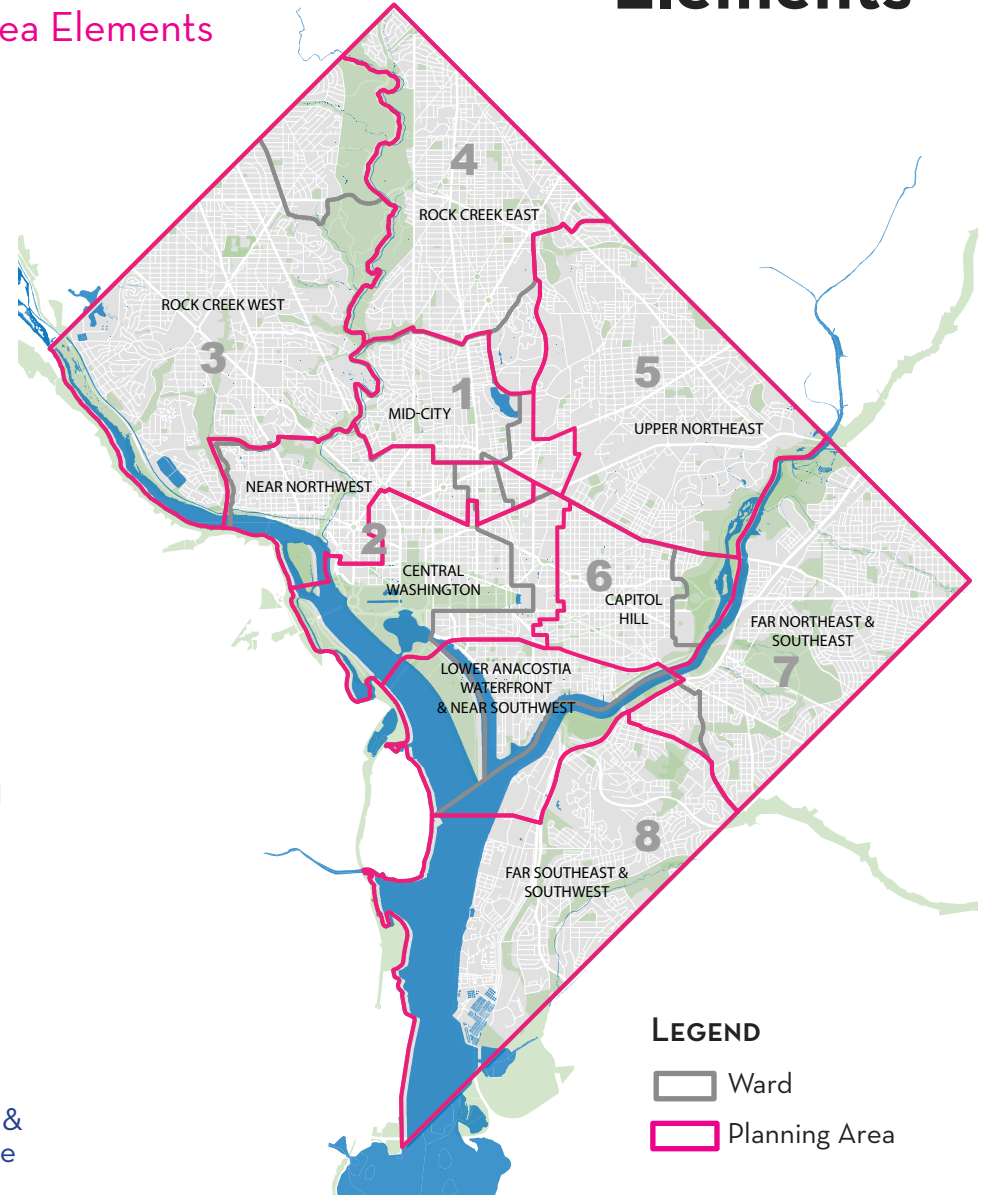 Elements
ea Elements
4
ROCK CREEK EAST
ROCK CREEK WEST
3
5
1
MID-CITY
UPPER NORTHEAST
NEAR NORTHWEST
2
CENTRAL
WASHINGTON
6
CAPITOL
HILL
FAR NORTHEAST &
SOUTHEAST
7
LOWER ANACOSTIA
WATERFRONT
& NEAR SOUTHWEST
8
FAR SOUTHEAST &
SOUTHWEST
LEGEND
Ward
Planning Area
&
e